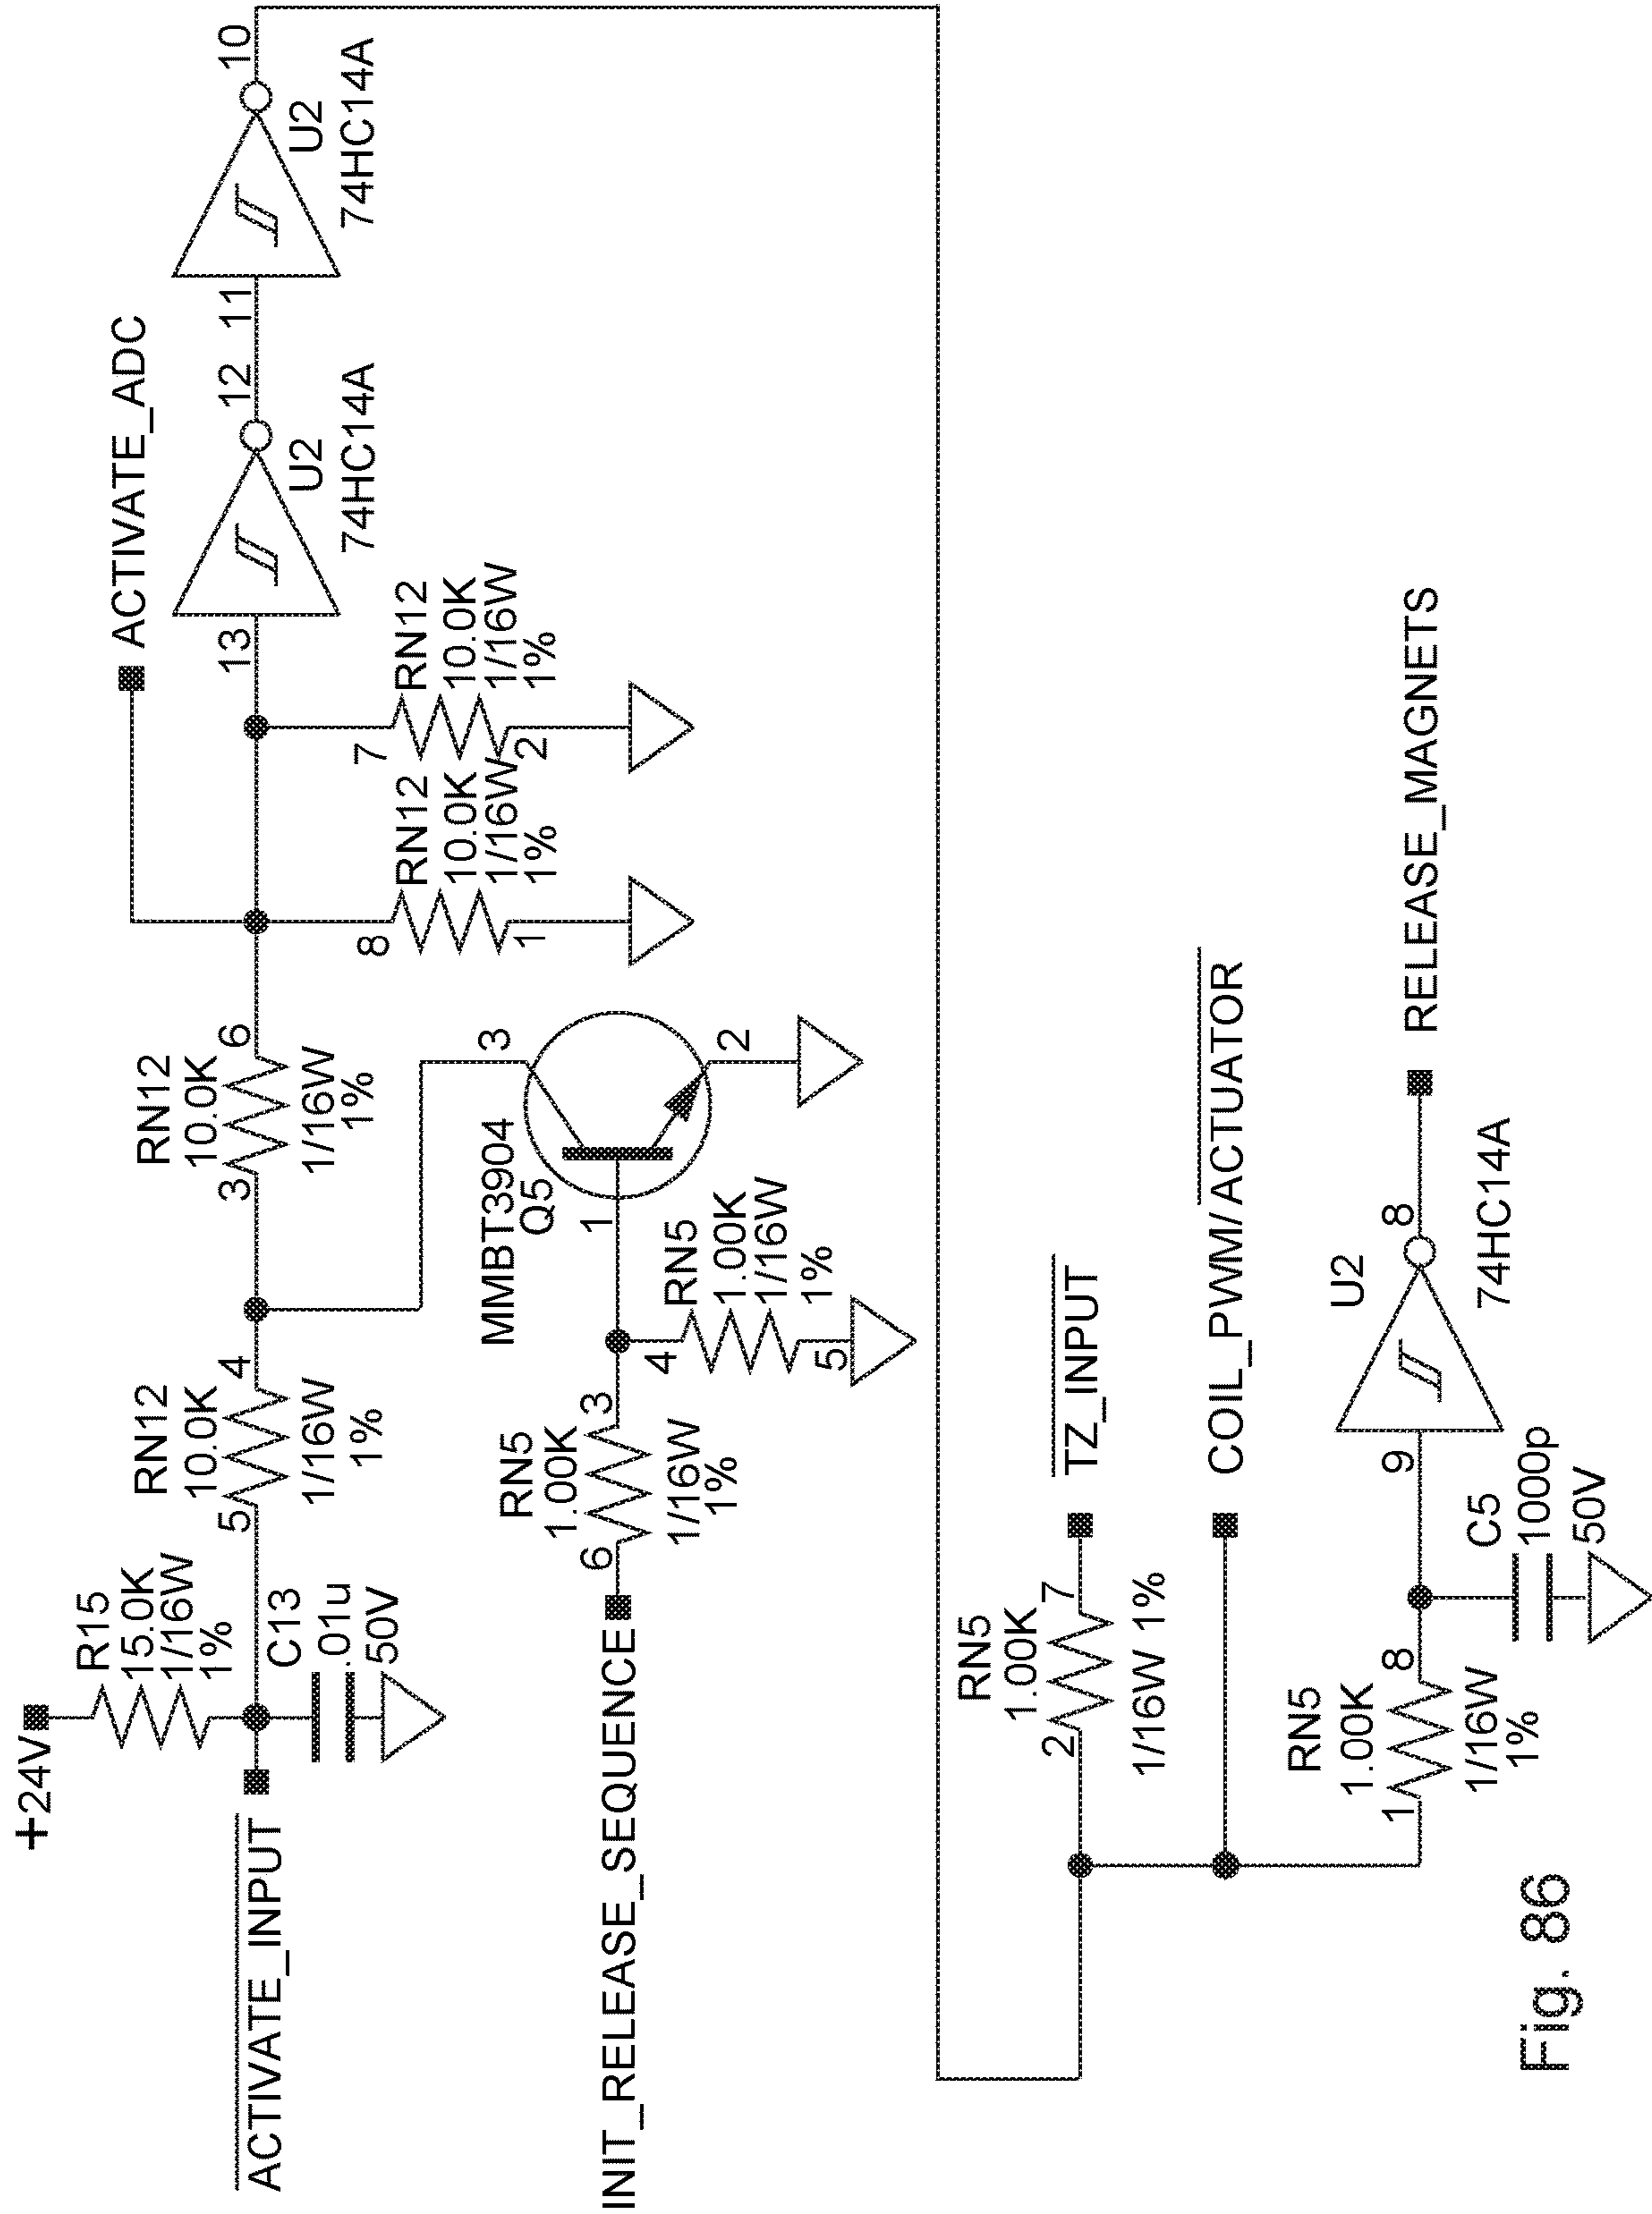 +24V
R15
15.0K
1/16W
1%
ACTIVATE_INPUT
C13
.01u
50V
5
RN12
10.0K
4
1/16W
1%
3
RN12
10.0K
6
1/16W
1%
ACTIVATE_ADC
8
RN12
10.0K
1/16W
1%
1
7
RN12
10.0K
1/16W
1%
2
13
12
U2
74HC14A
11
10
U2
74HC14A
INIT_RELEASE_SEQUENCE
6
RN5
1.00K
3
1/16W
1%
4
RN5
1.00K
1/16W
1%
5
MMBT3904
Q5
1
3
2
RN5
1.00K
2
7
1/16W 1%
TZ_INPUT
COIL_PWM/ACTUATOR
RN5
1.00K
1
8
1/16W
1%
C5
1000p
50V
9
U2
8
74HC14A
RELEASE_MAGNETS
Fig. 86